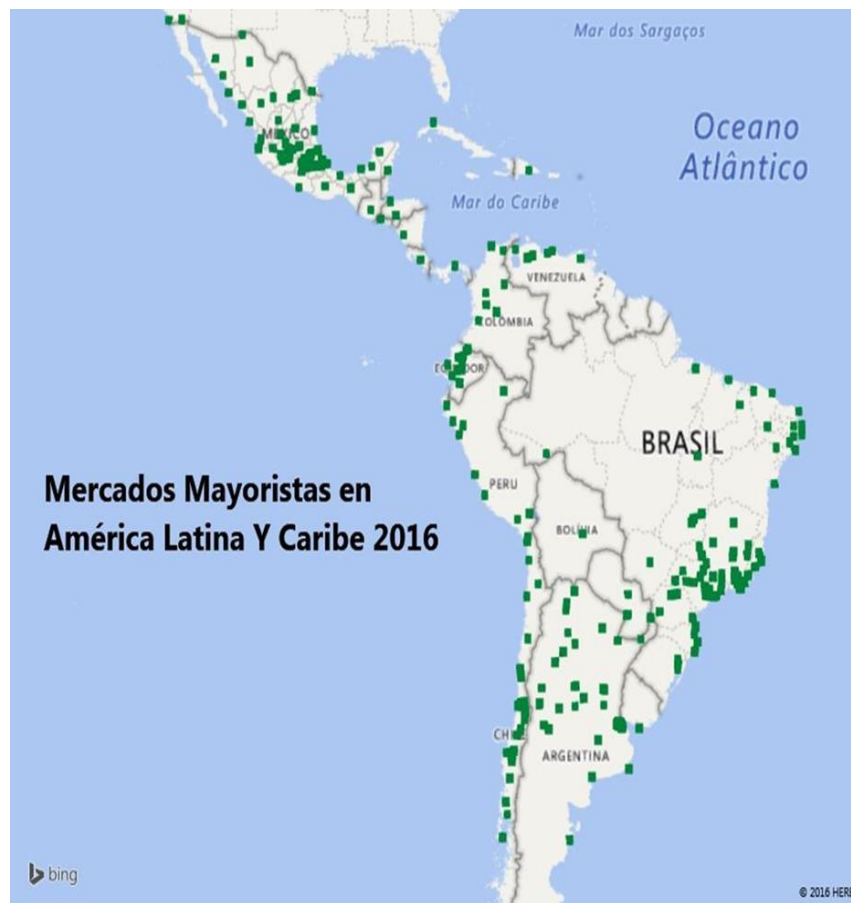 Mar dos Sargaços
MÉXICO
Oceano
Atlântico
Mar do Caribe
VENEZUELA
COLOMBIA
ECUADOR
BRASIL
Mercados Mayoristas en
América Latina Y Caribe 2016
PERU
BOLÍVIA
CHILE
ARGENTINA
bing
© 2016 HERE